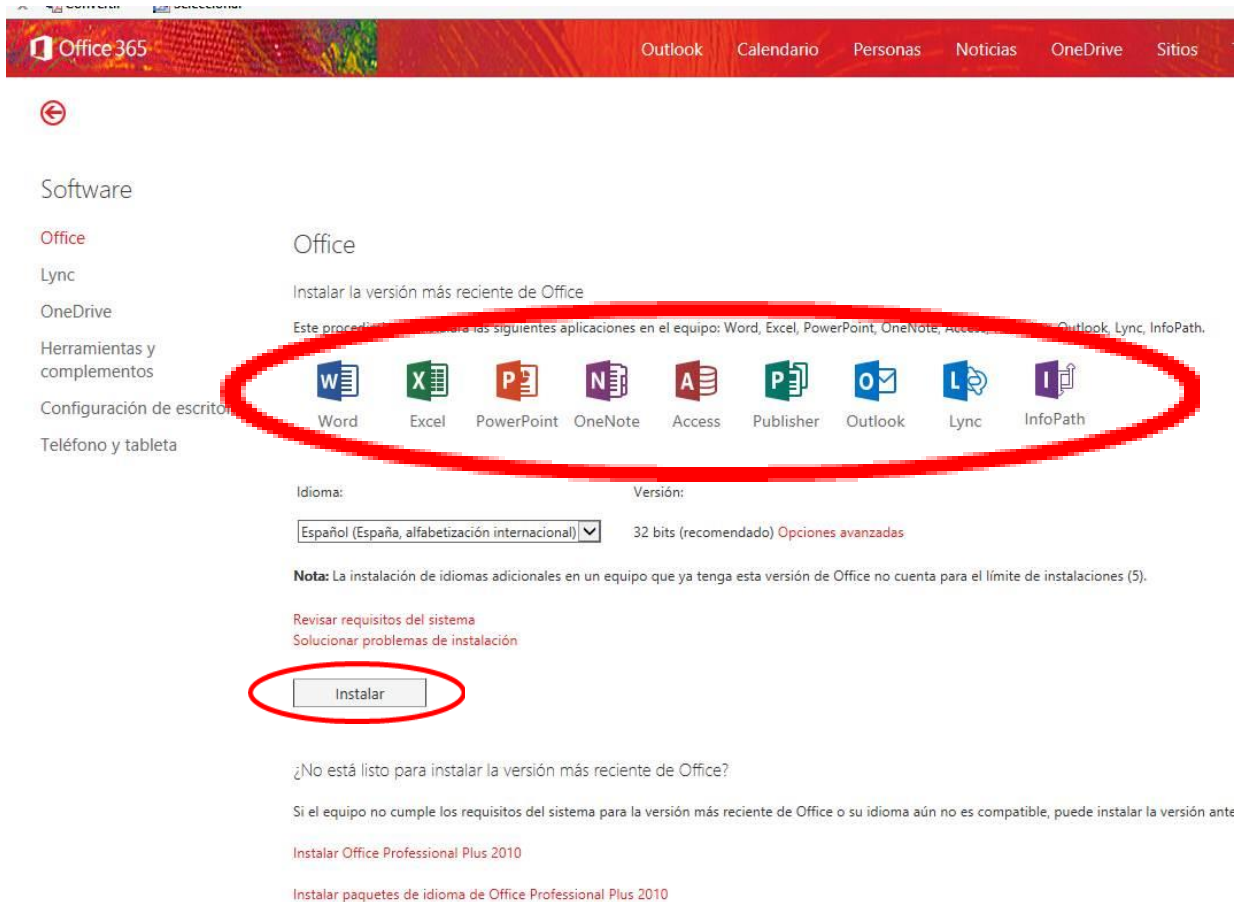 Convertir Seleccionar
Office 365 Outlook Calendario Personas Noticias OneDrive Sitios
Software
Office
Lync
OneDrive
Herramientas y
complementos
Configuración de
Teléfono y tableta
Office
Instalar la versión más reciente de Office
Este las siguientes aplicaciones en el equipo: Word, Excel, PowerPoint, OneNote, Access, Outlook, Lync, InfoPath.
Word Excel PowerPoint OneNote Access Publisher Outlook Lync InfoPath
Idioma: Versión:
Español (España, alfabetización internacional) 32 bits (recomendado) Opciones avanzadas
Nota: La instalación de idiomas adicionales en un equipo que ya tenga esta versión de Office no cuenta para el límite de instalaciones (5).
Revisar requisitos del sistema
Solucionar problemas de instalación
Instalar
¿No está listo para instalar la versión más reciente de Office?
Si el equipo no cumple los requisitos del sistema para la versión más reciente de Office o su idioma aún no es compatible, puede instalar la versión ante
Instalar Office Professional Plus 2010
Instalar paquetes de idioma de Office Professional Plus 2010